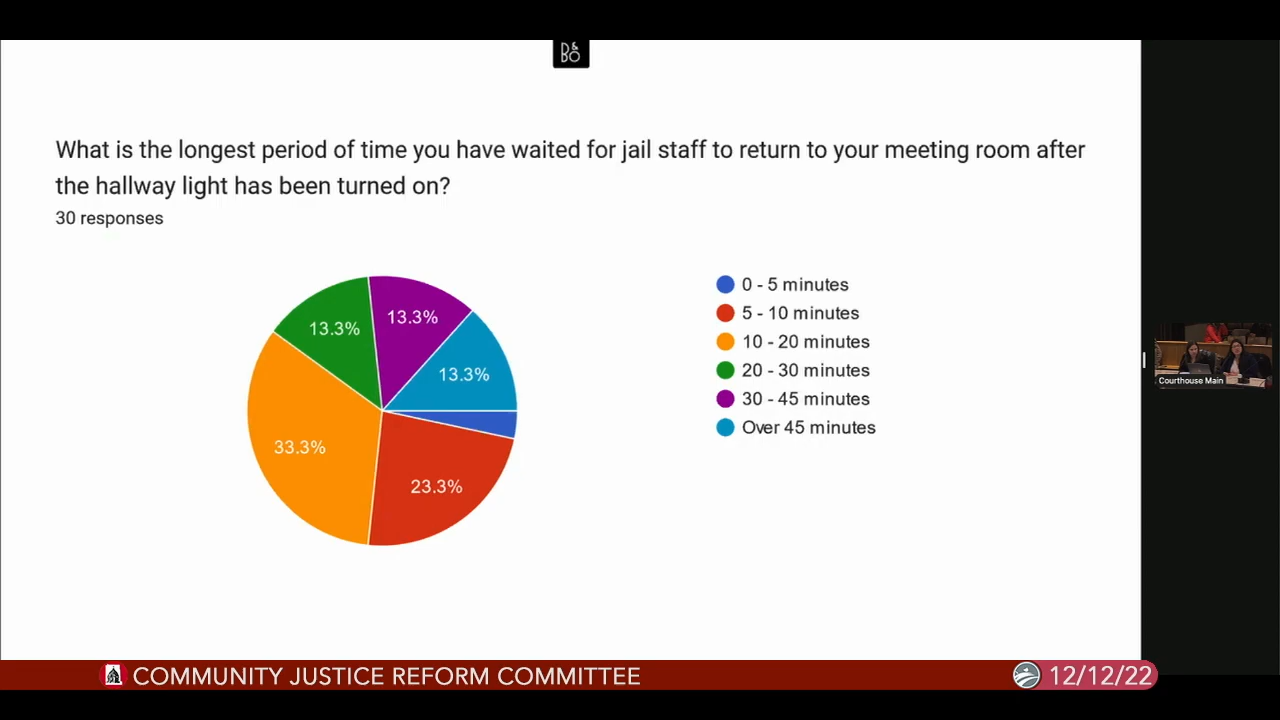 D&
BO
What is the longest period of time you have waited for jail staff to return to your meeting room after
the hallway light has been turned on?
30 responses
13.3%
13.3%
13.3%
33.3%
23.3%
0 - 5 minutes
5 - 10 minutes
10 - 20 minutes
20 - 30 minutes
30 - 45 minutes
Over 45 minutes
Courthouse Main
COMMUNITY JUSTICE REFORM COMMITTEE
12/12/22